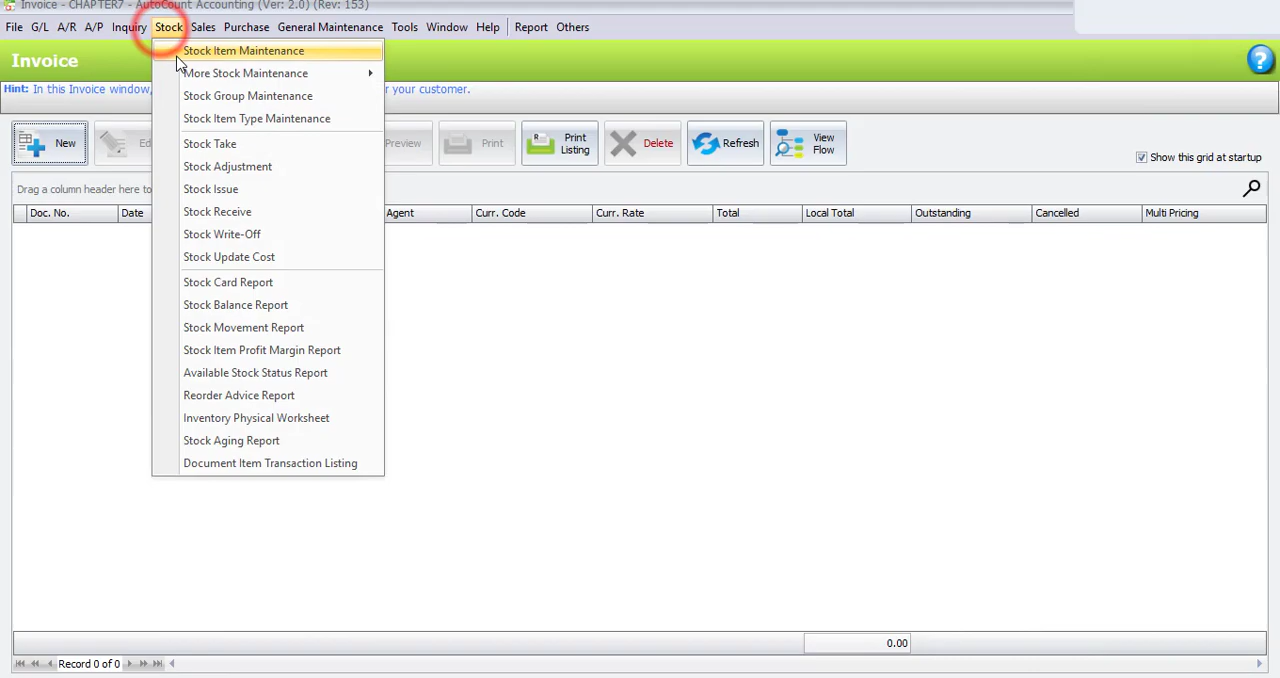 Invoice - CHAPTER7 - AutoCount Accounting (Ver: 2.0) (Rev: 153)
File G/L A/R A/P Inquiry Stock Sales Purchase General Maintenance Tools Window Help Report Others
Invoice
Hint: In this Invoice window, r your customer.
Stock Item Maintenance
More Stock Maintenance
Stock Group Maintenance
Stock Item Type Maintenance
Stock Take
Stock Adjustment
Stock Issue
Stock Receive
Stock Write-Off
Stock Update Cost
Stock Card Report
Stock Balance Report
Stock Movement Report
Stock Item Profit Margin Report
Available Stock Status Report
Reorder Advice Report
Inventory Physical Worksheet
Stock Aging Report
Document Item Transaction Listing
New Ed Preview Print Print Listing Delete Refresh View Flow
Show this grid at startup
Drag a column header here to
Doc. No. Date Agent Curr. Code Curr. Rate Total Local Total Outstanding Cancelled Multi Pricing
0.00
Record 0 of 0